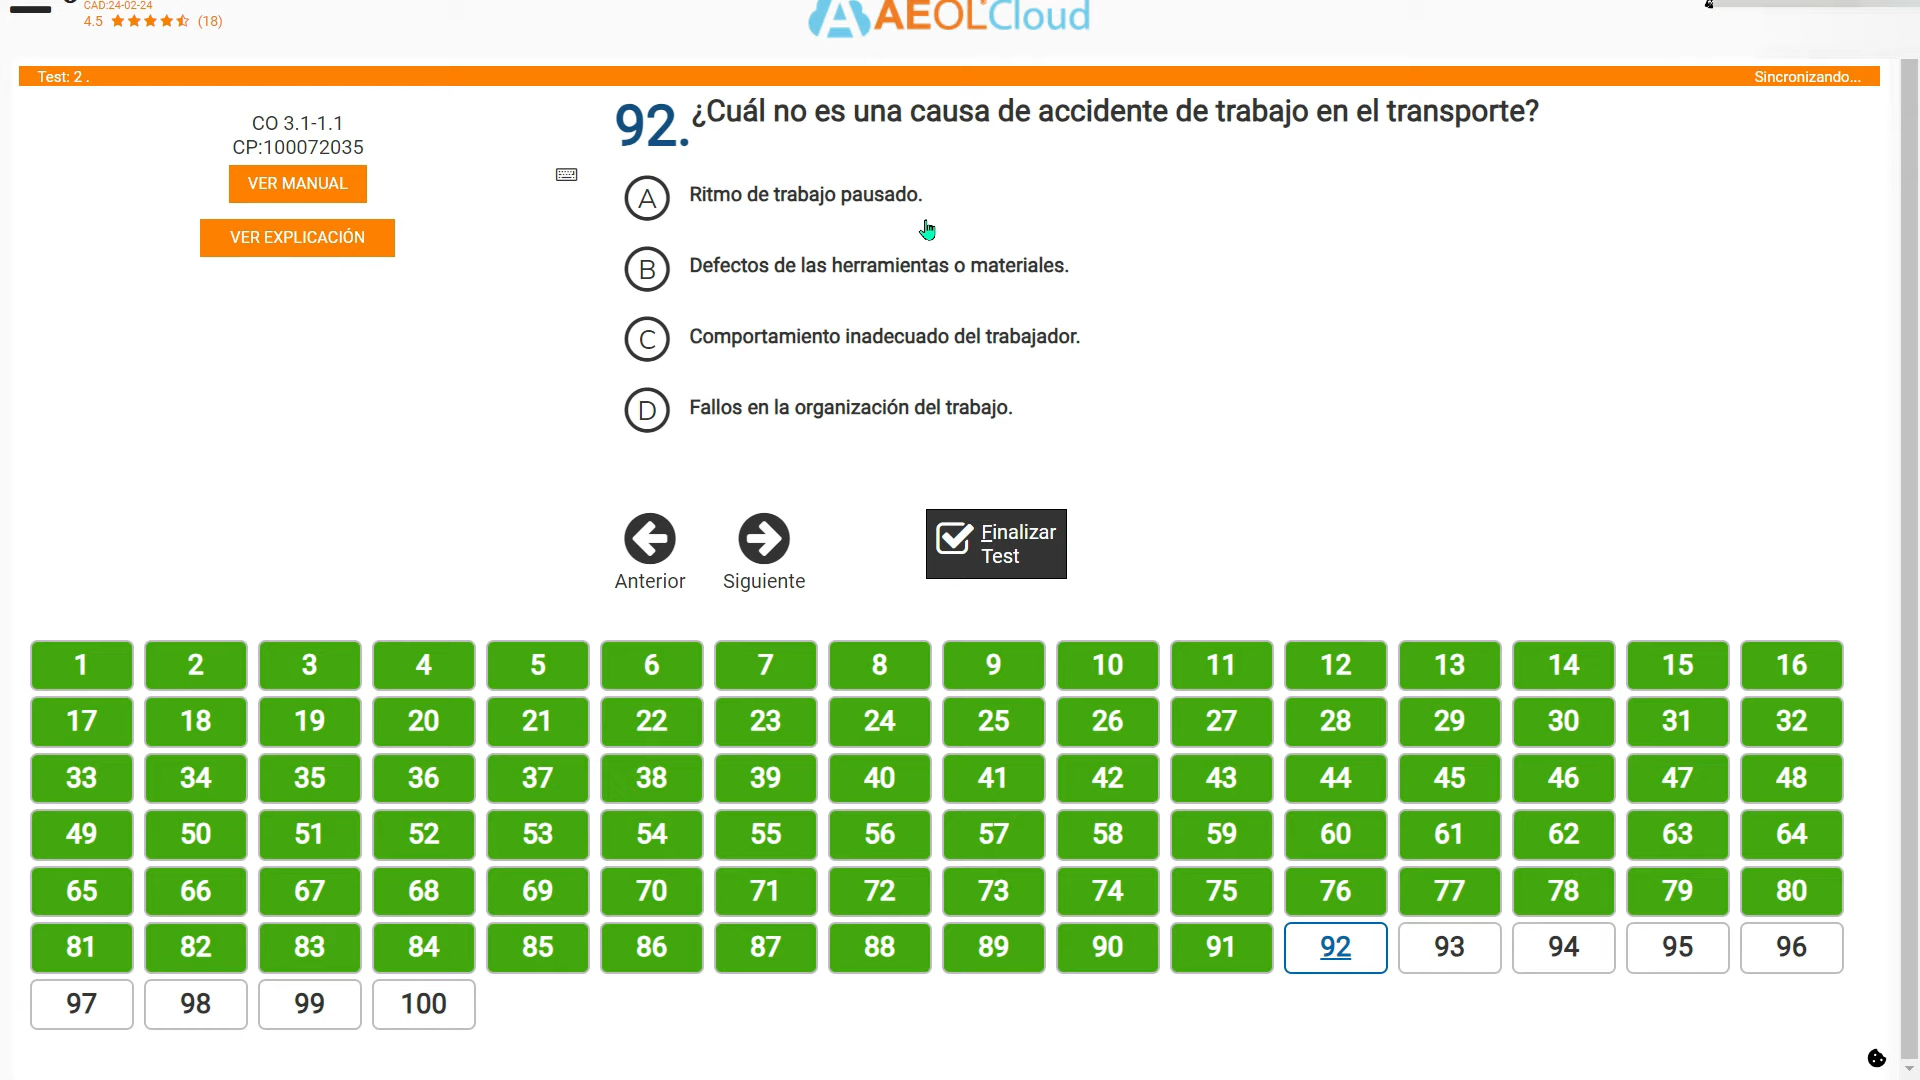 CAD:24-02-24
4.5 (18)
AEOL Cloud
Test: 2 .
Sincronizando...
CO 3.1-1.1
CP:100072035
VER MANUAL
VER EXPLICACIÓN
92. ¿Cuál no es una causa de accidente de trabajo en el transporte?
A Ritmo de trabajo pausado.
B Defectos de las herramientas o materiales.
C Comportamiento inadecuado del trabajador.
D Fallos en la organización del trabajo.
Anterior
Siguiente
Finalizar
Test
1 2 3 4 5 6 7 8 9 10 11 12 13 14 15 16
17 18 19 20 21 22 23 24 25 26 27 28 29 30 31 32
33 34 35 36 37 38 39 40 41 42 43 44 45 46 47 48
49 50 51 52 53 54 55 56 57 58 59 60 61 62 63 64
65 66 67 68 69 70 71 72 73 74 75 76 77 78 79 80
81 82 83 84 85 86 87 88 89 90 91 92 93 94 95 96
97 98 99 100